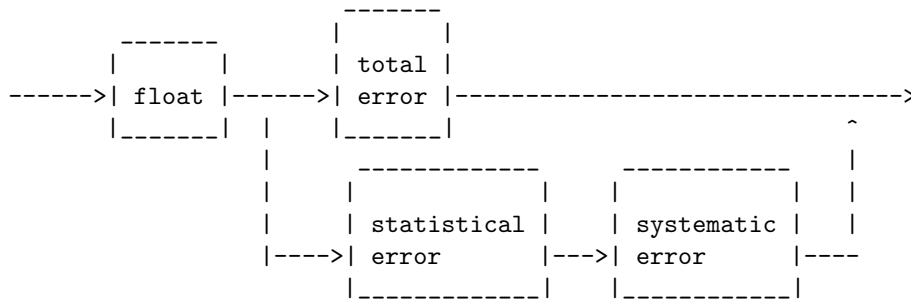 total
float
error
statistical
systematic
error
error